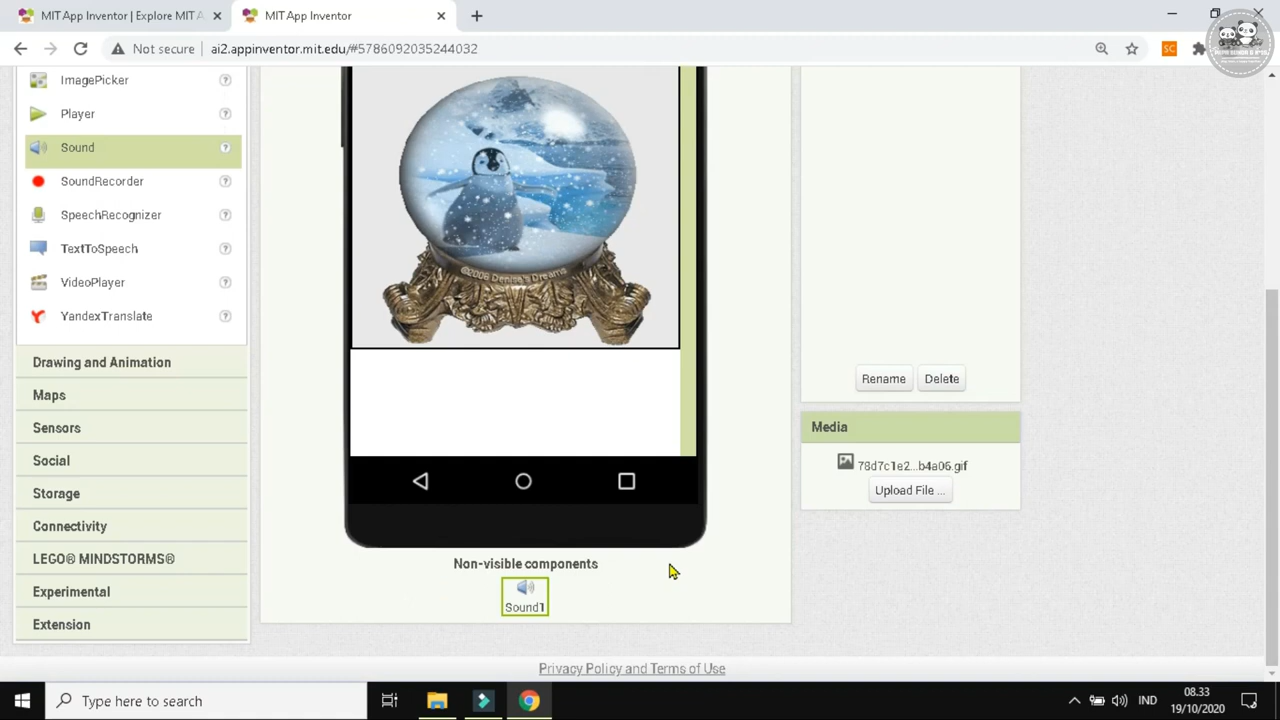 MIT App Inventor | Explore MIT A
MIT App Inventor
Not secure
ai2.appinventor.mit.edu/#5786092035244032
SC
ImagePicker
Player
Sound
SoundRecorder
SpeechRecognizer
TextToSpeech
VideoPlayer
YandexTranslate
Drawing and Animation
Maps
Sensors
Social
Storage
Connectivity
LEGO® MINDSTORMS®
Experimental
Extension
©2006 Denise's Dreams
Non-visible components
Sound1
Rename
Delete
Media
78d7c1e2...b4a06.gif
Upload File ...
Privacy Policy and Terms of Use
Type here to search
IND
08.33
19/10/2020